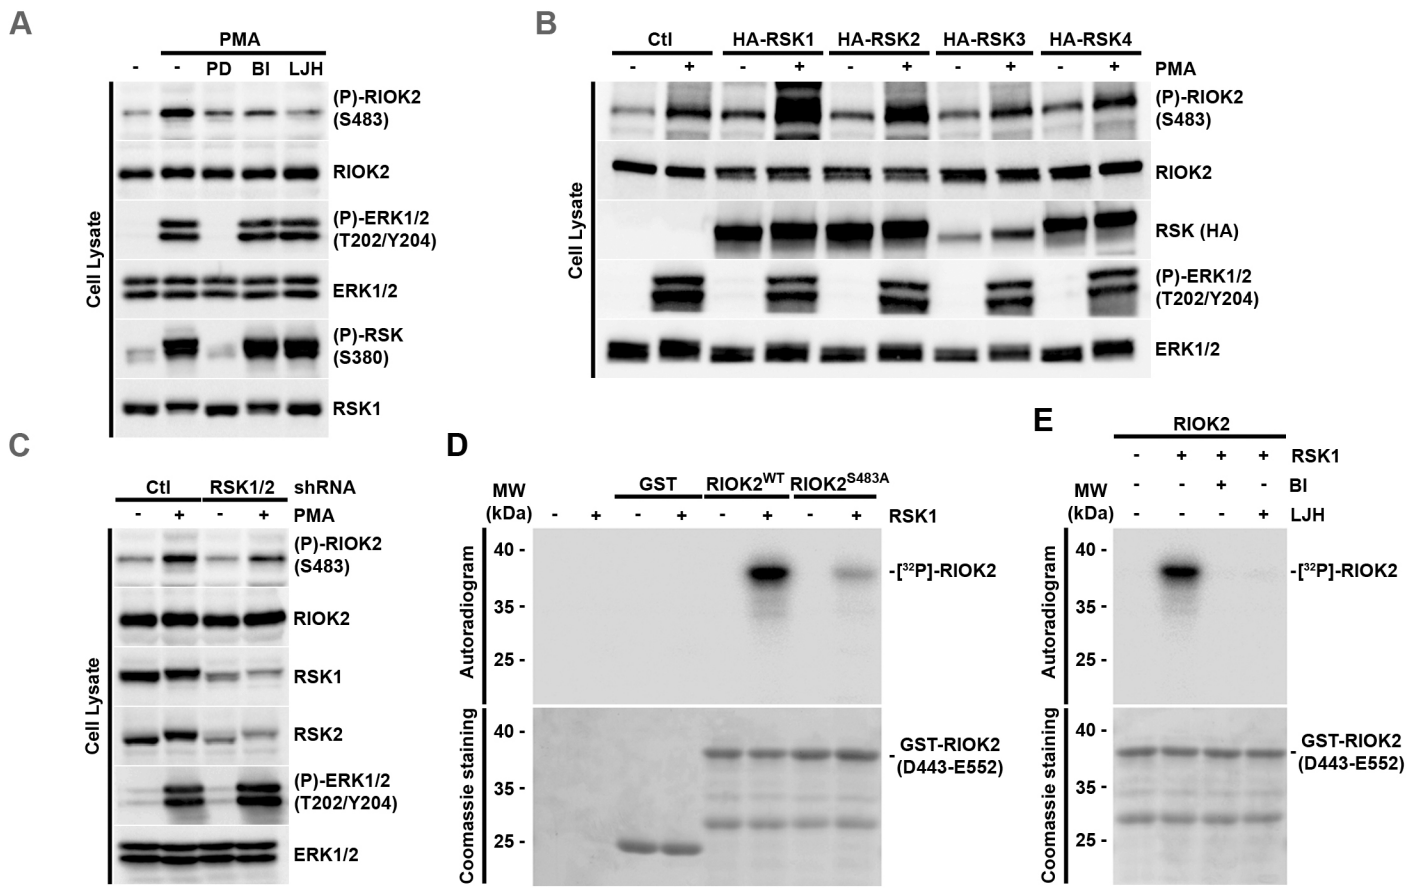 A
PMA
- - PD BI LJH
(P)-RIOK2
(S483)
RIOK2
(P)-ERK1/2
(T202/Y204)
ERK1/2
(P)-RSK
(S380)
RSK1
Cell Lysate
B
Ctl HA-RSK1 HA-RSK2 HA-RSK3 HA-RSK4
- + - + - + - + - + PMA
(P)-RIOK2
(S483)
RIOK2
RSK (HA)
(P)-ERK1/2
(T202/Y204)
ERK1/2
Cell Lysate
C
Ctl RSK1/2 shRNA
- + - + PMA
(P)-RIOK2
(S483)
RIOK2
RSK1
RSK2
(P)-ERK1/2
(T202/Y204)
ERK1/2
Cell Lysate
D
GST RIOK2WT RIOK2S483A
MW
(kDa)
- + - + - + - + RSK1
40 -
35 -
25 -
-[32P]-RIOK2
Autoradiogram
40 -
35 -
25 -
- GST-RIOK2
(D443-E552)
Coomassie staining
E
RIOK2
- + + + RSK1
- - + - BI
- - - + LJH
MW
(kDa)
40 -
35 -
25 -
-[32P]-RIOK2
Autoradiogram
40 -
35 -
25 -
- GST-RIOK2
(D443-E552)
Coomassie staining